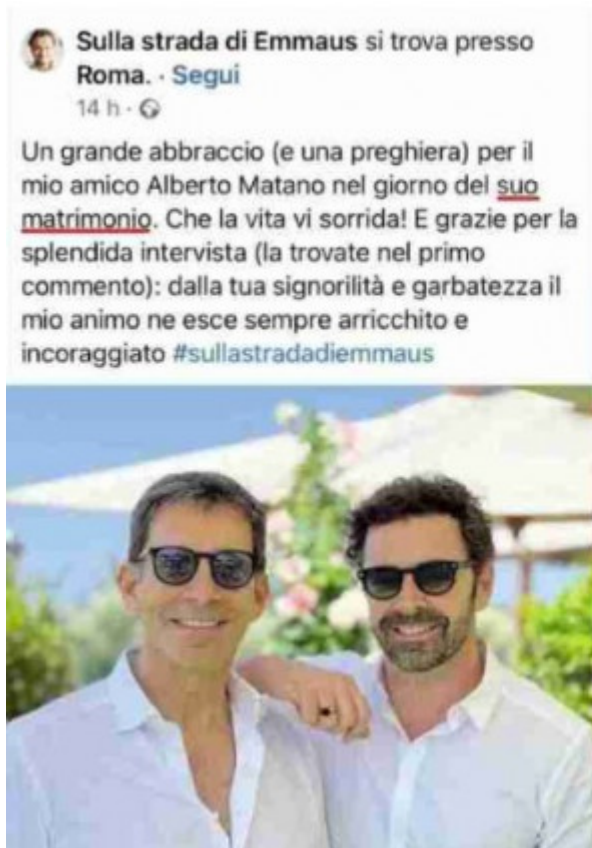 Sulla strada di Emmaus si trova presso
Roma. · Segui
14 h ·
Un grande abbraccio (e una preghiera) per il
mio amico Alberto Matano nel giorno del suo
matrimonio. Che la vita vi sorrida! E grazie per la
splendida intervista (la trovate nel primo
commento): dalla tua signorilità e garbatezza il
mio animo ne esce sempre arricchito e
incoraggiato #sullastradadiemmaus